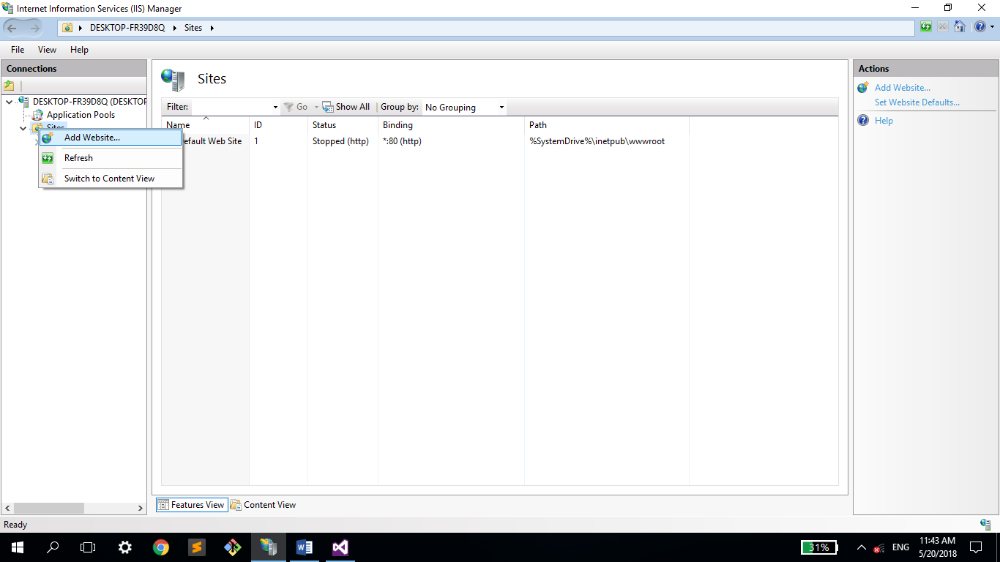 Internet Information Services (IIS) Manager
DESKTOP-FR39D8Q Sites
File View Help
Connections
DESKTOP-FR39D8Q (DESKTOP
Application Pools
Sites
Add Website...
Refresh
Switch to Content View
Sites
Filter: Go Show All Group by: No Grouping
Name ID Status Binding Path
efault Web Site 1 Stopped (http) *:80 (http) %SystemDrive%\inetpub\wwwroot
Features View Content View
Actions
Add Website...
Set Website Defaults...
Help
Ready
31% ENG 11:43 AM
5/20/2018